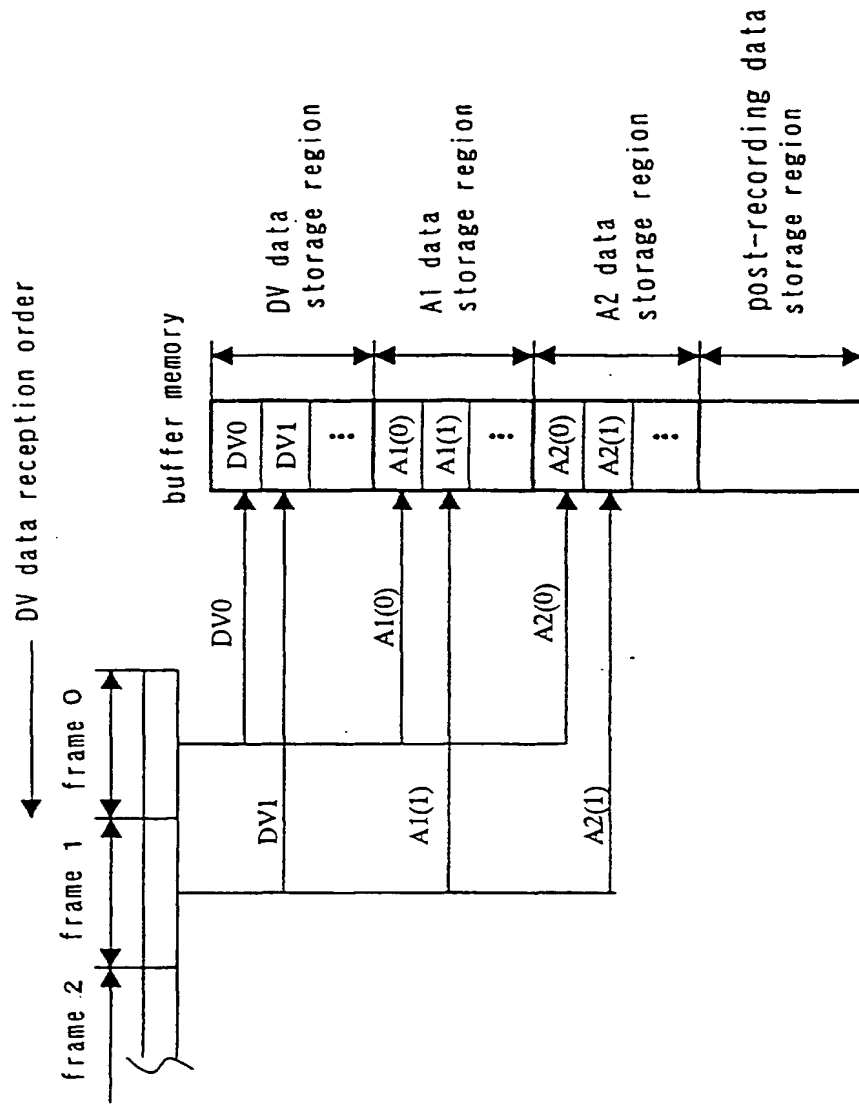 DV data reception order
frame 2
frame 1
frame 0
buffer memory
DV0
DV1
DV0
DV1
...
DV data
storage region
A1(0)
A1(1)
A1(0)
A1(1)
...
A1 data
storage region
A2(0)
A2(1)
A2(0)
A2(1)
...
A2 data
storage region
post-recording data
storage region